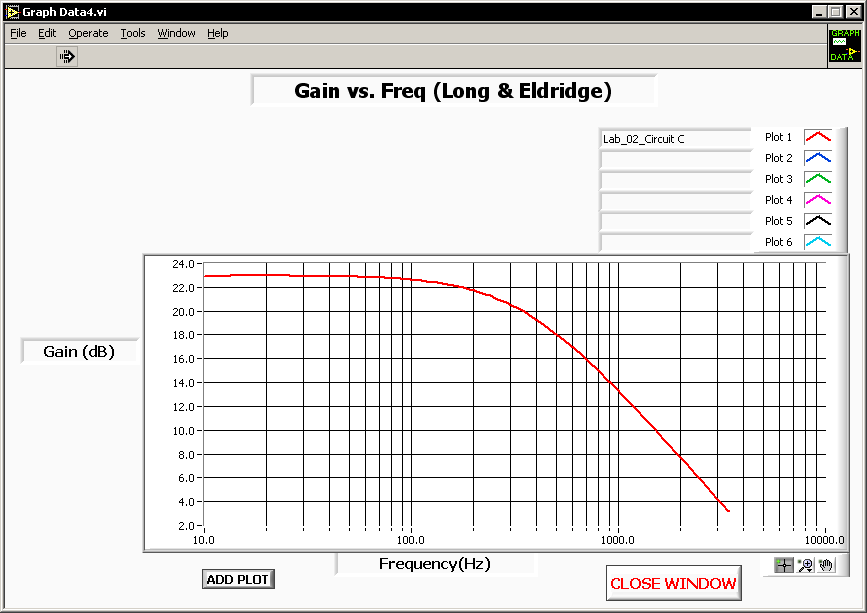 Graph Data4.vi
File Edit Operate Tools Window Help
GRAPH
DATA
Gain vs. Freq (Long & Eldridge)
Lab_02_Circuit C Plot 1
Plot 2
Plot 3
Plot 4
Plot 5
Plot 6
24.0
22.0
20.0
18.0
16.0
14.0
12.0
10.0
8.0
6.0
4.0
2.0
Gain (dB)
10.0 100.0 1000.0 10000.0
Frequency(Hz)
ADD PLOT
CLOSE WINDOW